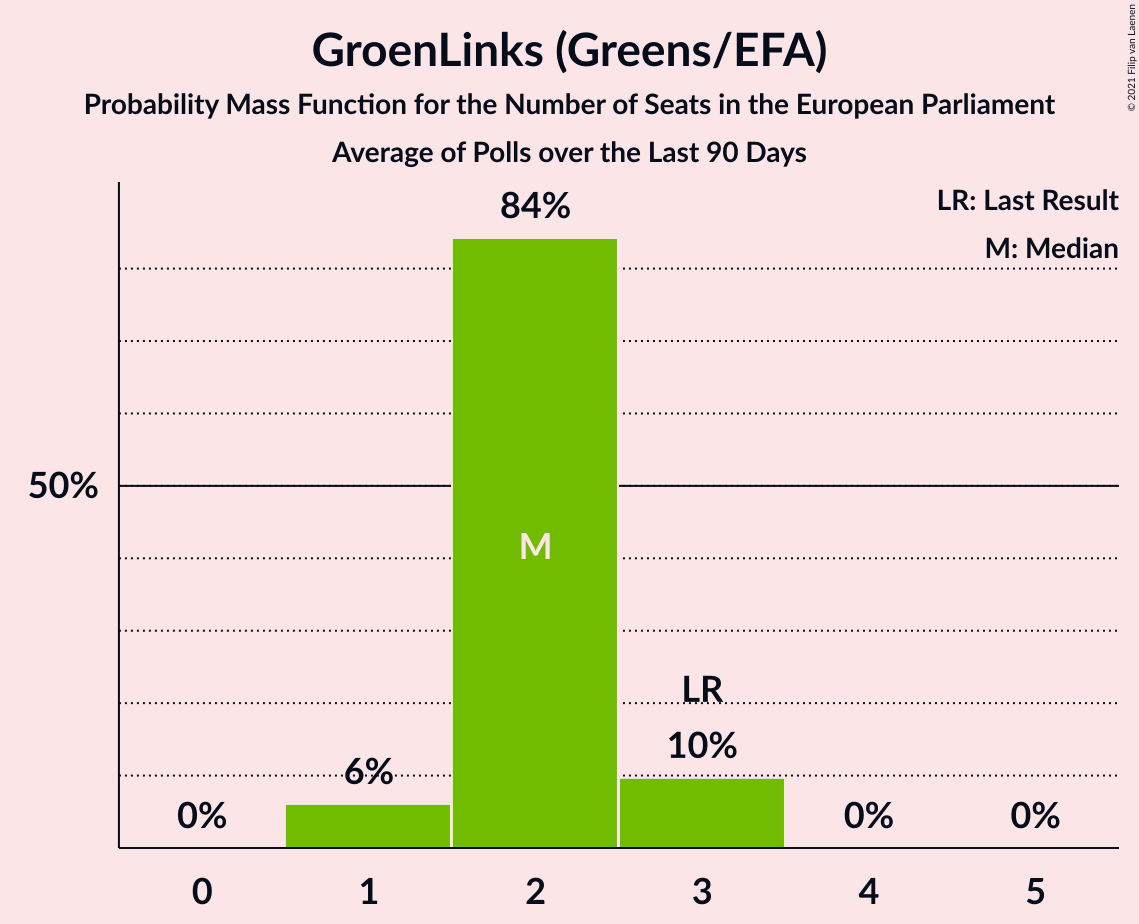 GroenLinks (Greens/EFA)
Probability Mass Function for the Number of Seats in the European Parliament
Average of Polls over the Last 90 Days
© 2021 Filip van Laenen
LR: Last Result
M: Median
84%
50%
M
LR
10%
6%
0%
0%
0%
0 1 2 3 4 5